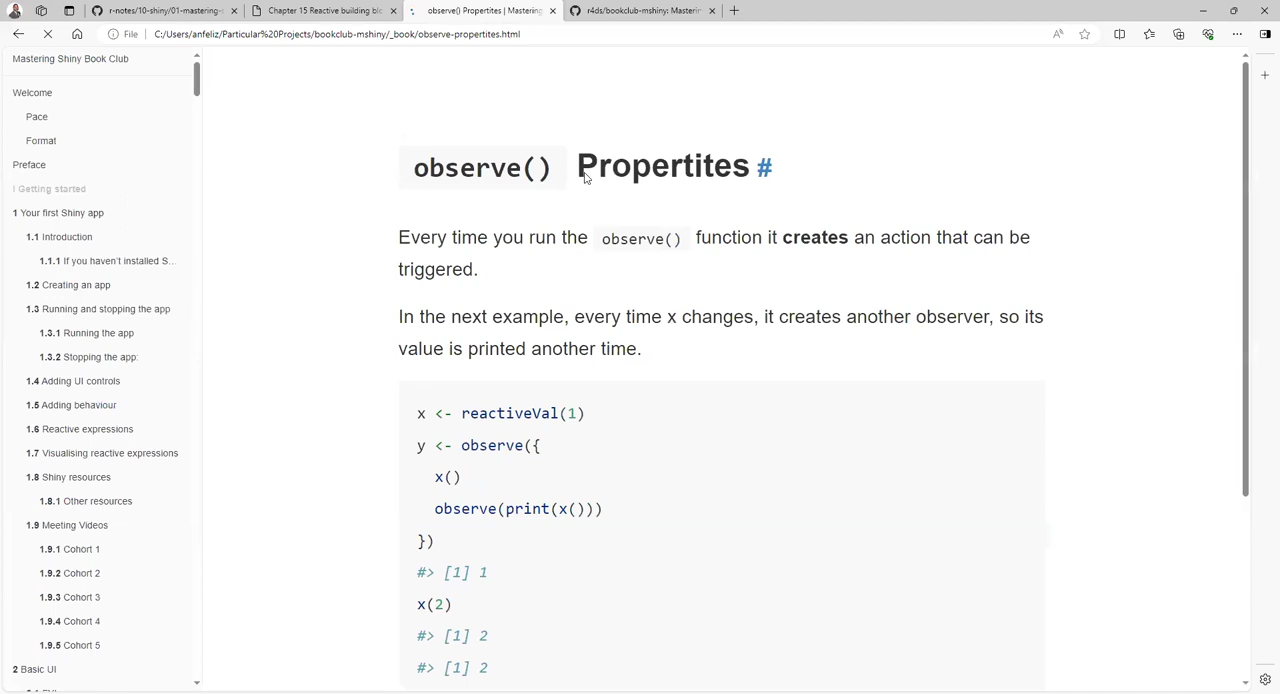 r-notes/10-shiny/01-mastering-s
Chapter 15 Reactive building blo
observe() Propertites | Mastering
r4ds/bookclub-mshiny: Masterin
File
C:/Users/anfeliz/Particular%20Projects/bookclub-mshiny/_book/observe-propertites.html
Mastering Shiny Book Club
Welcome
Pace
Format
Preface
I Getting started
1 Your first Shiny app
1.1 Introduction
1.1.1 If you haven't installed S...
1.2 Creating an app
1.3 Running and stopping the app
1.3.1 Running the app
1.3.2 Stopping the app:
1.4 Adding UI controls
1.5 Adding behaviour
1.6 Reactive expressions
1.7 Visualising reactive expressions
1.8 Shiny resources
1.8.1 Other resources
1.9 Meeting Videos
1.9.1 Cohort 1
1.9.2 Cohort 2
1.9.3 Cohort 3
1.9.4 Cohort 4
1.9.5 Cohort 5
2 Basic UI
observe() Propertites #
Every time you run the observe() function it creates an action that can be
triggered.
In the next example, every time x changes, it creates another observer, so its
value is printed another time.
x <- reactiveVal(1)
y <- observe({
x()
observe(print(x()))
})
#> [1] 1
x(2)
#> [1] 2
#> [1] 2